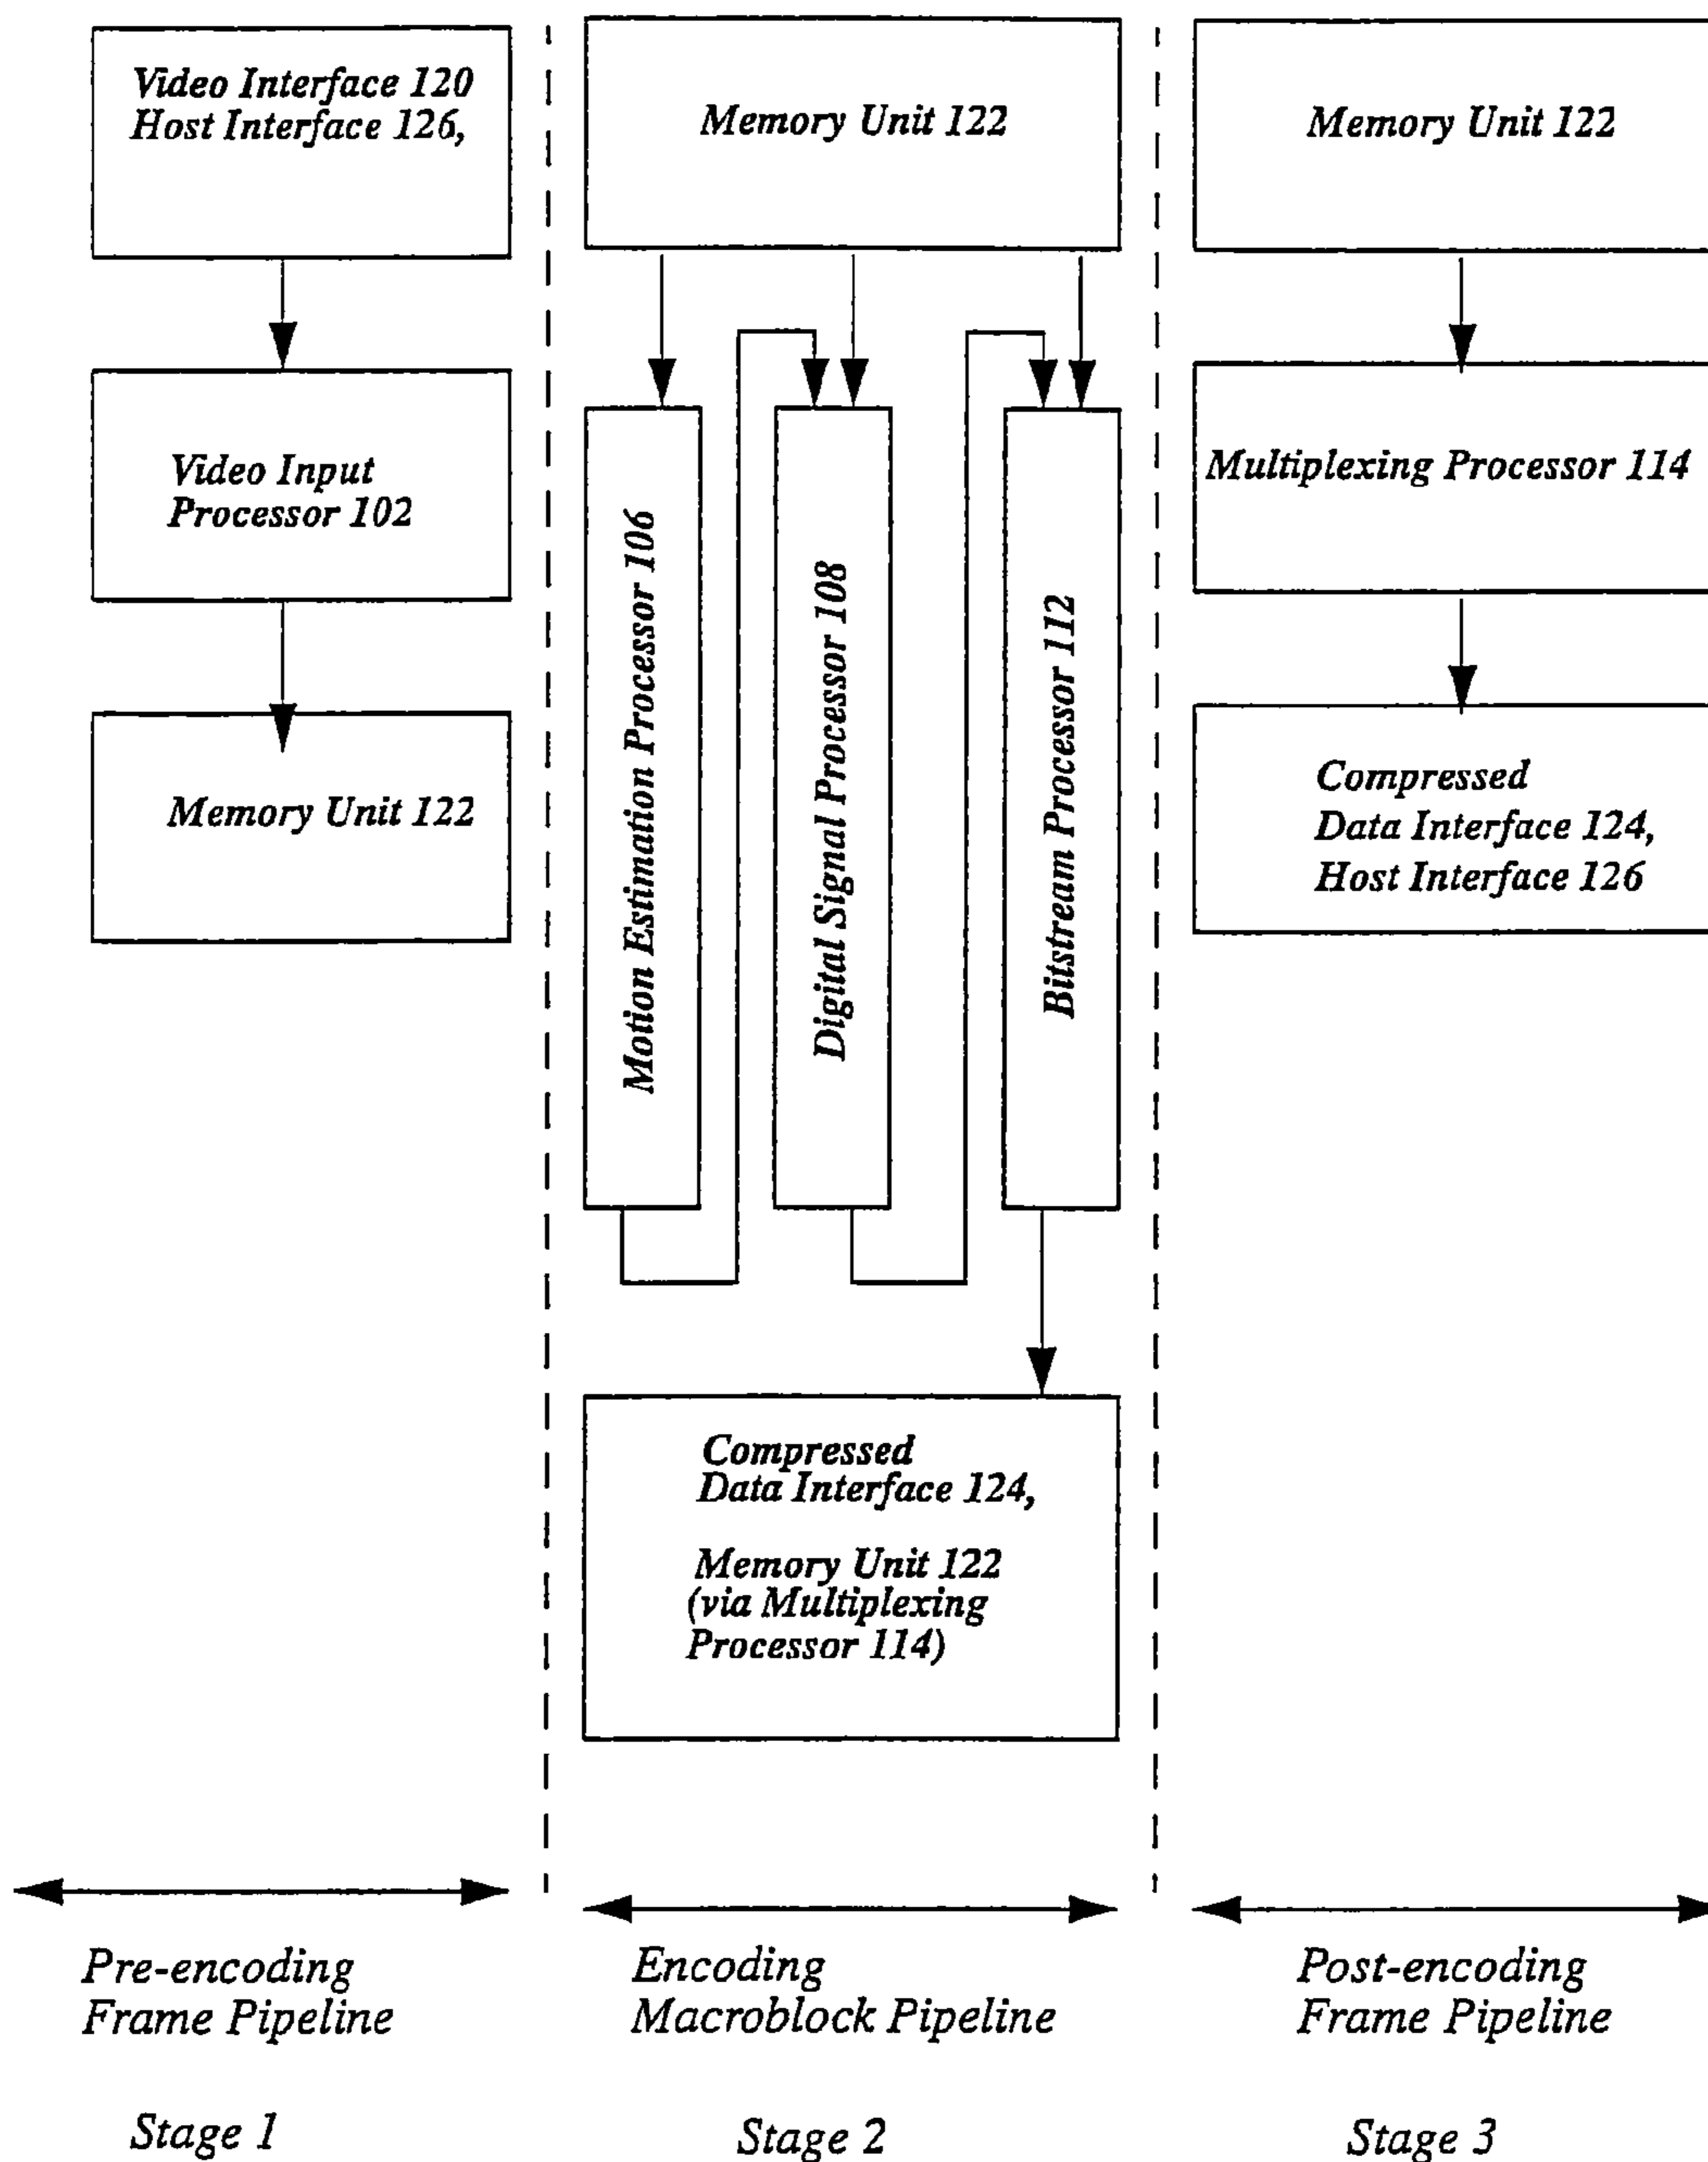 Video Interface 120
Host Interface 126,
Video Input
Processor 102
Memory Unit 122
Memory Unit 122
Motion Estimation Processor 106
Digital Signal Processor 108
Bitstream Processor 112
Compressed
Data Interface 124,
Memory Unit 122
(via Multiplexing
Processor 114)
Memory Unit 122
Multiplexing Processor 114
Compressed
Data Interface 124,
Host Interface 126
Pre-encoding
Frame Pipeline
Stage 1
Encoding
Macroblock Pipeline
Stage 2
Post-encoding
Frame Pipeline
Stage 3